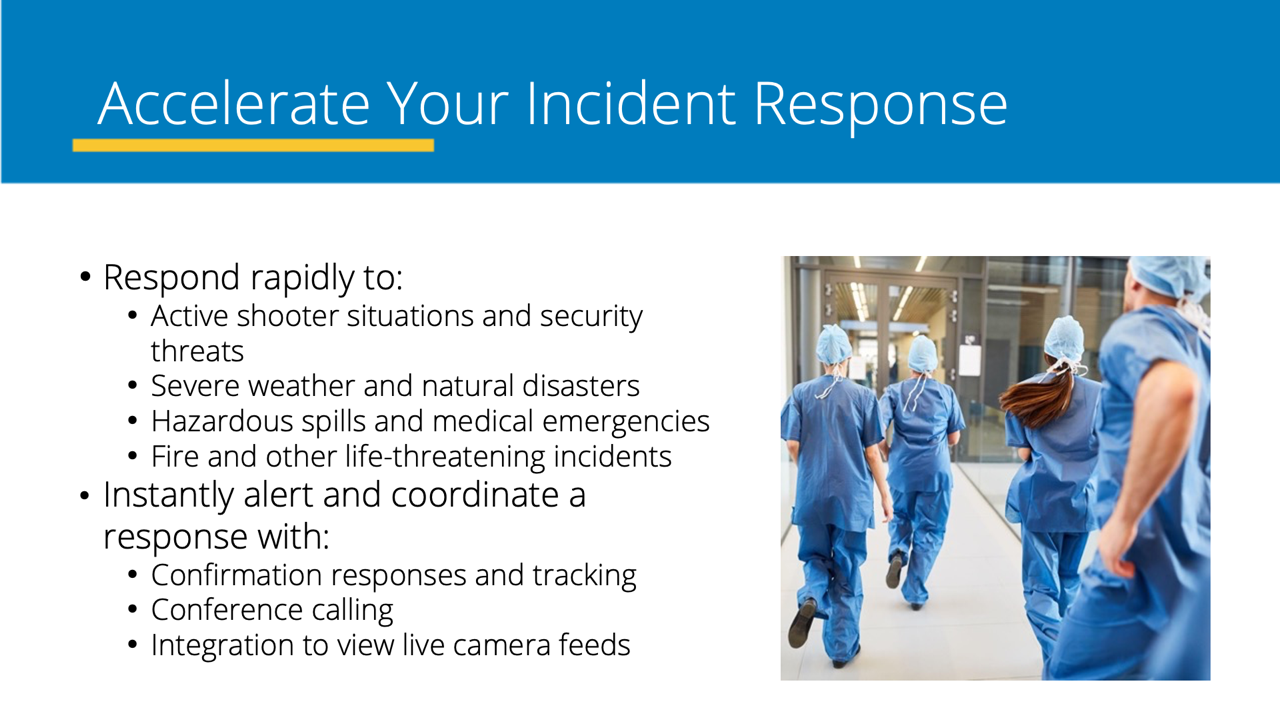 Accelerate Your Incident Response
• Respond rapidly to:
• Active shooter situations and security
threats
• Severe weather and natural disasters
• Hazardous spills and medical emergencies
• Fire and other life-threatening incidents
• Instantly alert and coordinate a
response with:
• Confirmation responses and tracking
• Conference calling
• Integration to view live camera feeds